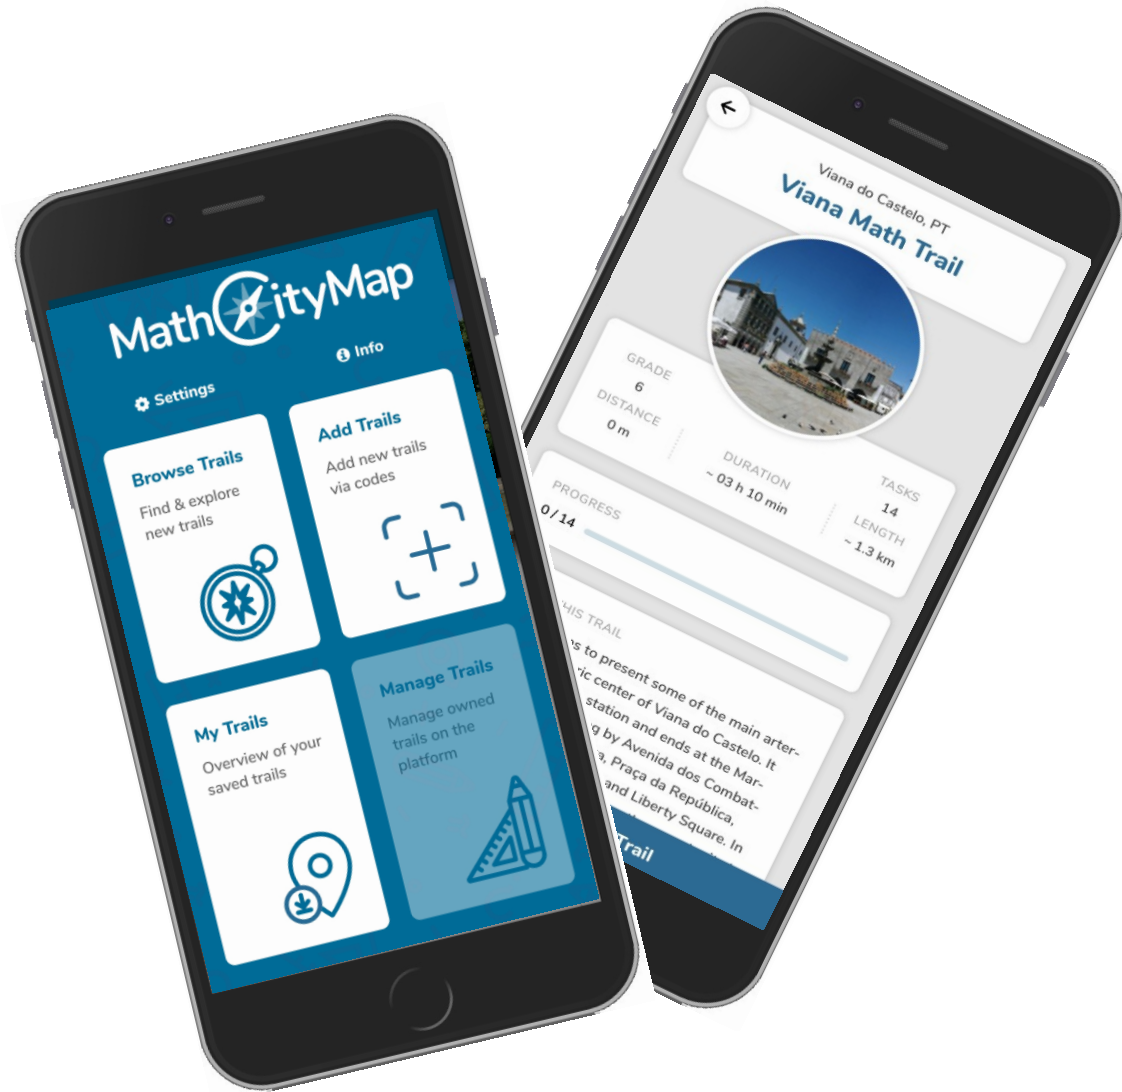 MathCityMap
Settings
Info
Browse Trails
Find & explore
new trails
Add Trails
Add new trails
via codes
My Trails
Overview of your
saved trails
Manage Trails
Manage owned
trails on the
platform
Viana do Castelo, PT
Viana Math Trail
GRADE
6
DISTANCE
0 m
DURATION
~ 03 h 10 min
TASKS
14
LENGTH
~ 1.3 km
PROGRESS
0 / 14
THIS TRAIL
to present some of the main arter-
center of Viana do Castelo. It
station and ends at the Mar-
by Avenida dos Combat-
Praça da República,
and Liberty Square. In
Trail